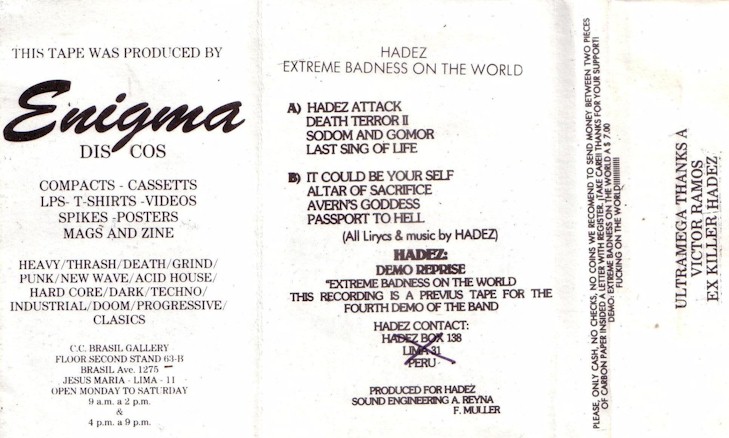 THIS TAPE WAS PRODUCED BY
Enigma
DIS COS
COMPACTS - CASSETTS
LPS- T-SHIRTS -VIDEOS
SPIKES -POSTERS
MAGS AND ZINE
HEAVY/THRASH/DEATH/GRIND/
PUNK/NEW WAVE/ACID HOUSE/
HARD CORE/DARK/TECHNO/
INDUSTRIAL/DOOM/PROGRESSIVE/
CLASICS
C.C. BRASIL GALLERY
FLOOR SECOND STAND 63-B
BRASIL Ave. 1275
JESUS MARIA - LIMA - 11
OPEN MONDAY TO SATURDAY
9 a.m. a 2 p.m.
&
4 p.m. a 9 p.m.
HADEZ
EXTREME BADNESS ON THE WORLD
A) HADEZ ATTACK
DEATH TERROR II
SODOM AND GOMOR
LAST SING OF LIFE
B) IT COULD BE YOUR SELF
ALTAR OF SACRIFICE
AVERN'S GODDESS
PASSPORT TO HELL
(All Lirycs & music by HADEZ)
HADEZ:
DEMO REPRISE
"EXTREME BADNESS ON THE WORLD
THIS RECORDING IS A PREVIUS TAPE FOR THE
FOURTH DEMO OF THE BAND
HADEZ CONTACT:
HADEZ BOX 138
LIMA 31
PERU
PRODUCED FOR HADEZ
SOUND ENGINEERING A. REYNA
F. MULLER
PLEASE, ONLY CASH, NO CHECKS, NO COINS WE RECOMEND TO SEND MONEY BETWEEN TWO PIECES
OF CARBON PAPER INSIDED A LETTER WITH REGISTER. ¡TAKE CARE!! THANKS FOR YOUR SUPPORT!
DEMO: EXTREME BADNESS ON THE WORLD A $ 7.00
FUCKING ON THE WORLD!!!!!!!!!!!!!!!!
ULTRAMEGA THANKS A
VICTOR RAMOS
EX KILLER HADEZ